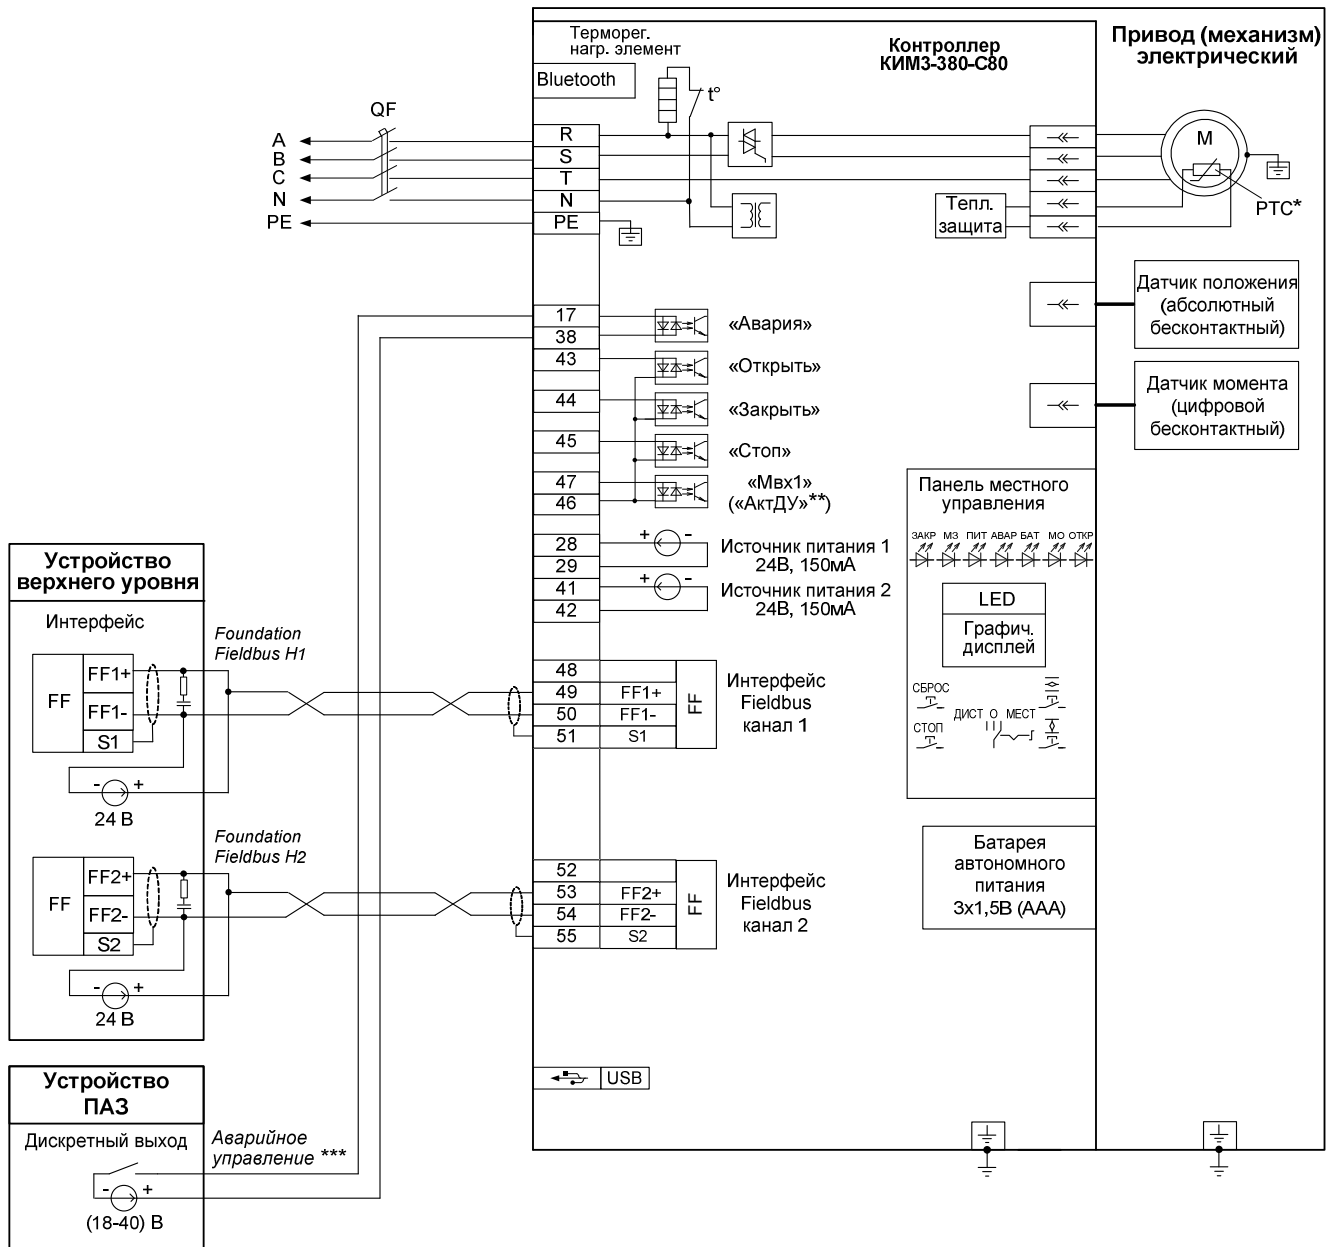 Терморег.
нагр. элемент
Bluetooth
t°
Контроллер
КИМ3-380-С80
Привод (механизм)
электрический
QF
A
B
C
N
PE
R
S
T
N
PE
Тепл.
защита
M
PTC*
Датчик положения
(абсолютный
бесконтактный)
Датчик момента
(цифровой
бесконтактный)
17
38
43
44
45
47
46
«Авария»
«Открыть»
«Закрыть»
«Стоп»
«Мвх1»
(«АктДУ»**)
28
29
41
42
+ -
Источник питания 1
24В, 150мА
+ -
Источник питания 2
24В, 150мА
Панель местного
управления
ЗАКР МЗ ПИТ АВАР БАТ МО ОТКР
LED
Графич.
дисплей
СБРОС
СТОП
ДИСТ О МЕСТ
Батарея
автономного
питания
3х1,5В (ААА)
Устройство
верхнего уровня
Интерфейс
FF
FF1+
FF1-
S1
- +
24 В
Foundation
Fieldbus H1
48
49 FF1+
50 FF1-
51 S1
FF
Интерфейс
Fieldbus
канал 1
FF
FF2+
FF2-
S2
- +
24 В
Foundation
Fieldbus H2
52
53 FF2+
54 FF2-
55 S2
FF
Интерфейс
Fieldbus
канал 2
USB
Устройство
ПАЗ
Дискретный выход
- +
(18-40) В
Аварийное
управление ***